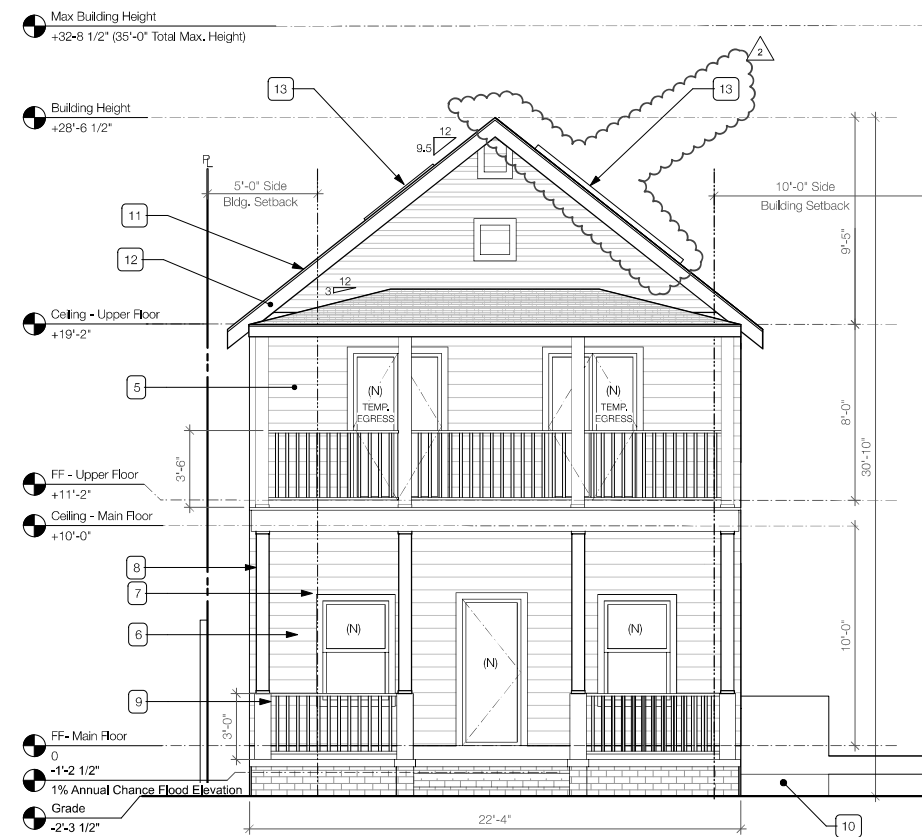 Max Building Height
+32-8 1/2" (35'-0" Total Max. Height)
2
13
13
Building Height
+28'-6 1/2"
12
9.5
PL
5'-0" Side
Bldg. Setback
10'-0" Side
Building Setback
11
9'-5"
12
12
3
Ceiling - Upper Floor
+19'-2"
5
(N)
TEMP.
EGRESS
(N)
TEMP.
EGRESS
8'-0"
3'-6"
30'-10"
FF - Upper Floor
+11'-2"
Ceiling - Main Floor
+10'-0"
8
7
6
(N)
(N)
(N)
10'-0"
9
3'-0"
FF- Main Floor
0
-1'-2 1/2"
1% Annual Chance Flood Elevation
Grade
-2'-3 1/2"
22'-4"
10